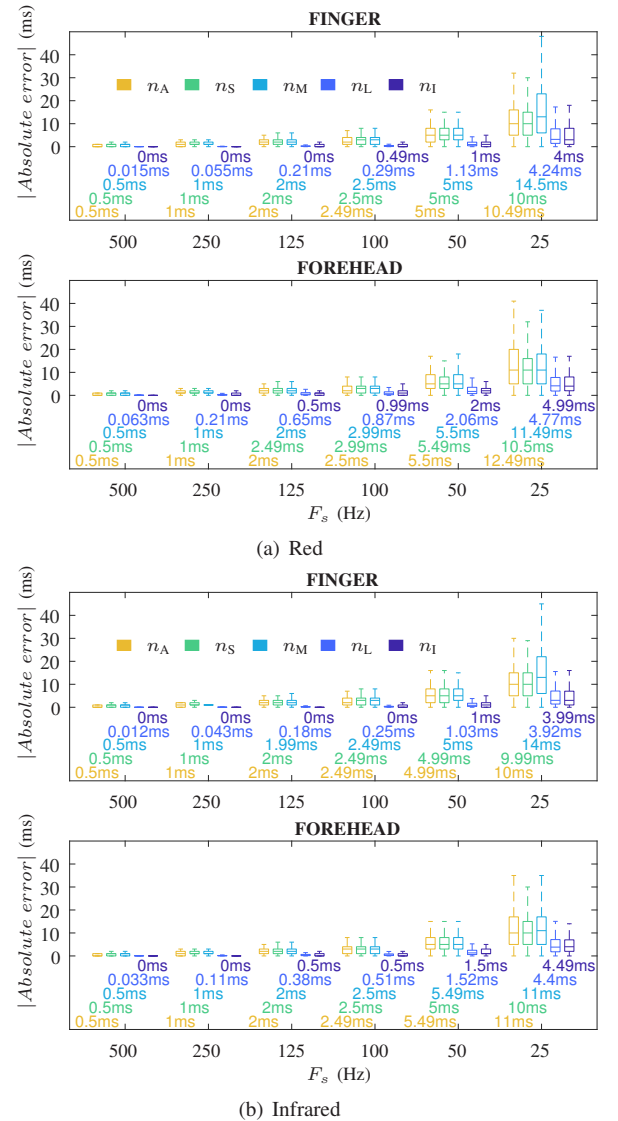 FINGER
|Absolute error| (ms)
40
30
20
10
0
n_A n_S n_M n_L n_I
0ms 0ms 0ms 0.49ms 1ms 4ms
0.015ms 0.055ms 0.21ms 0.29ms 1.13ms 4.24ms
0.5ms 1ms 2ms 2.5ms 5ms 14.5ms
0.5ms 1ms 2ms 2.5ms 5ms 10ms
0.5ms 1ms 2ms 2.49ms 5ms 10.49ms
500 250 125 100 50 25
FOREHEAD
|Absolute error| (ms)
40
30
20
10
0
0ms 0ms 0.5ms 0.99ms 2ms 4.99ms
0.063ms 0.21ms 0.65ms 0.87ms 2.06ms 4.77ms
0.5ms 1ms 2ms 2.99ms 5.5ms 11.49ms
0.5ms 1ms 2.49ms 2.99ms 5.49ms 10.5ms
0.5ms 1ms 2ms 2.5ms 5.5ms 12.49ms
500 250 125 100 50 25
F_s (Hz)
(a) Red
FINGER
|Absolute error| (ms)
40
30
20
10
0
n_A n_S n_M n_L n_I
0ms 0ms 0ms 0ms 1ms 3.99ms
0.012ms 0.043ms 0.18ms 0.25ms 1.03ms 3.92ms
0.5ms 1ms 1.99ms 2.49ms 5ms 14ms
0.5ms 1ms 2ms 2.49ms 4.99ms 9.99ms
0.5ms 1ms 2ms 2.49ms 4.99ms 10ms
500 250 125 100 50 25
FOREHEAD
|Absolute error| (ms)
40
30
20
10
0
0ms 0ms 0.5ms 0.5ms 1.5ms 4.49ms
0.033ms 0.11ms 0.38ms 0.51ms 1.52ms 4.4ms
0.5ms 1ms 2ms 2.5ms 5.49ms 11ms
0.5ms 1ms 2ms 2.5ms 5ms 10ms
0.5ms 1ms 2ms 2.49ms 5.49ms 11ms
500 250 125 100 50 25
F_s (Hz)
(b) Infrared